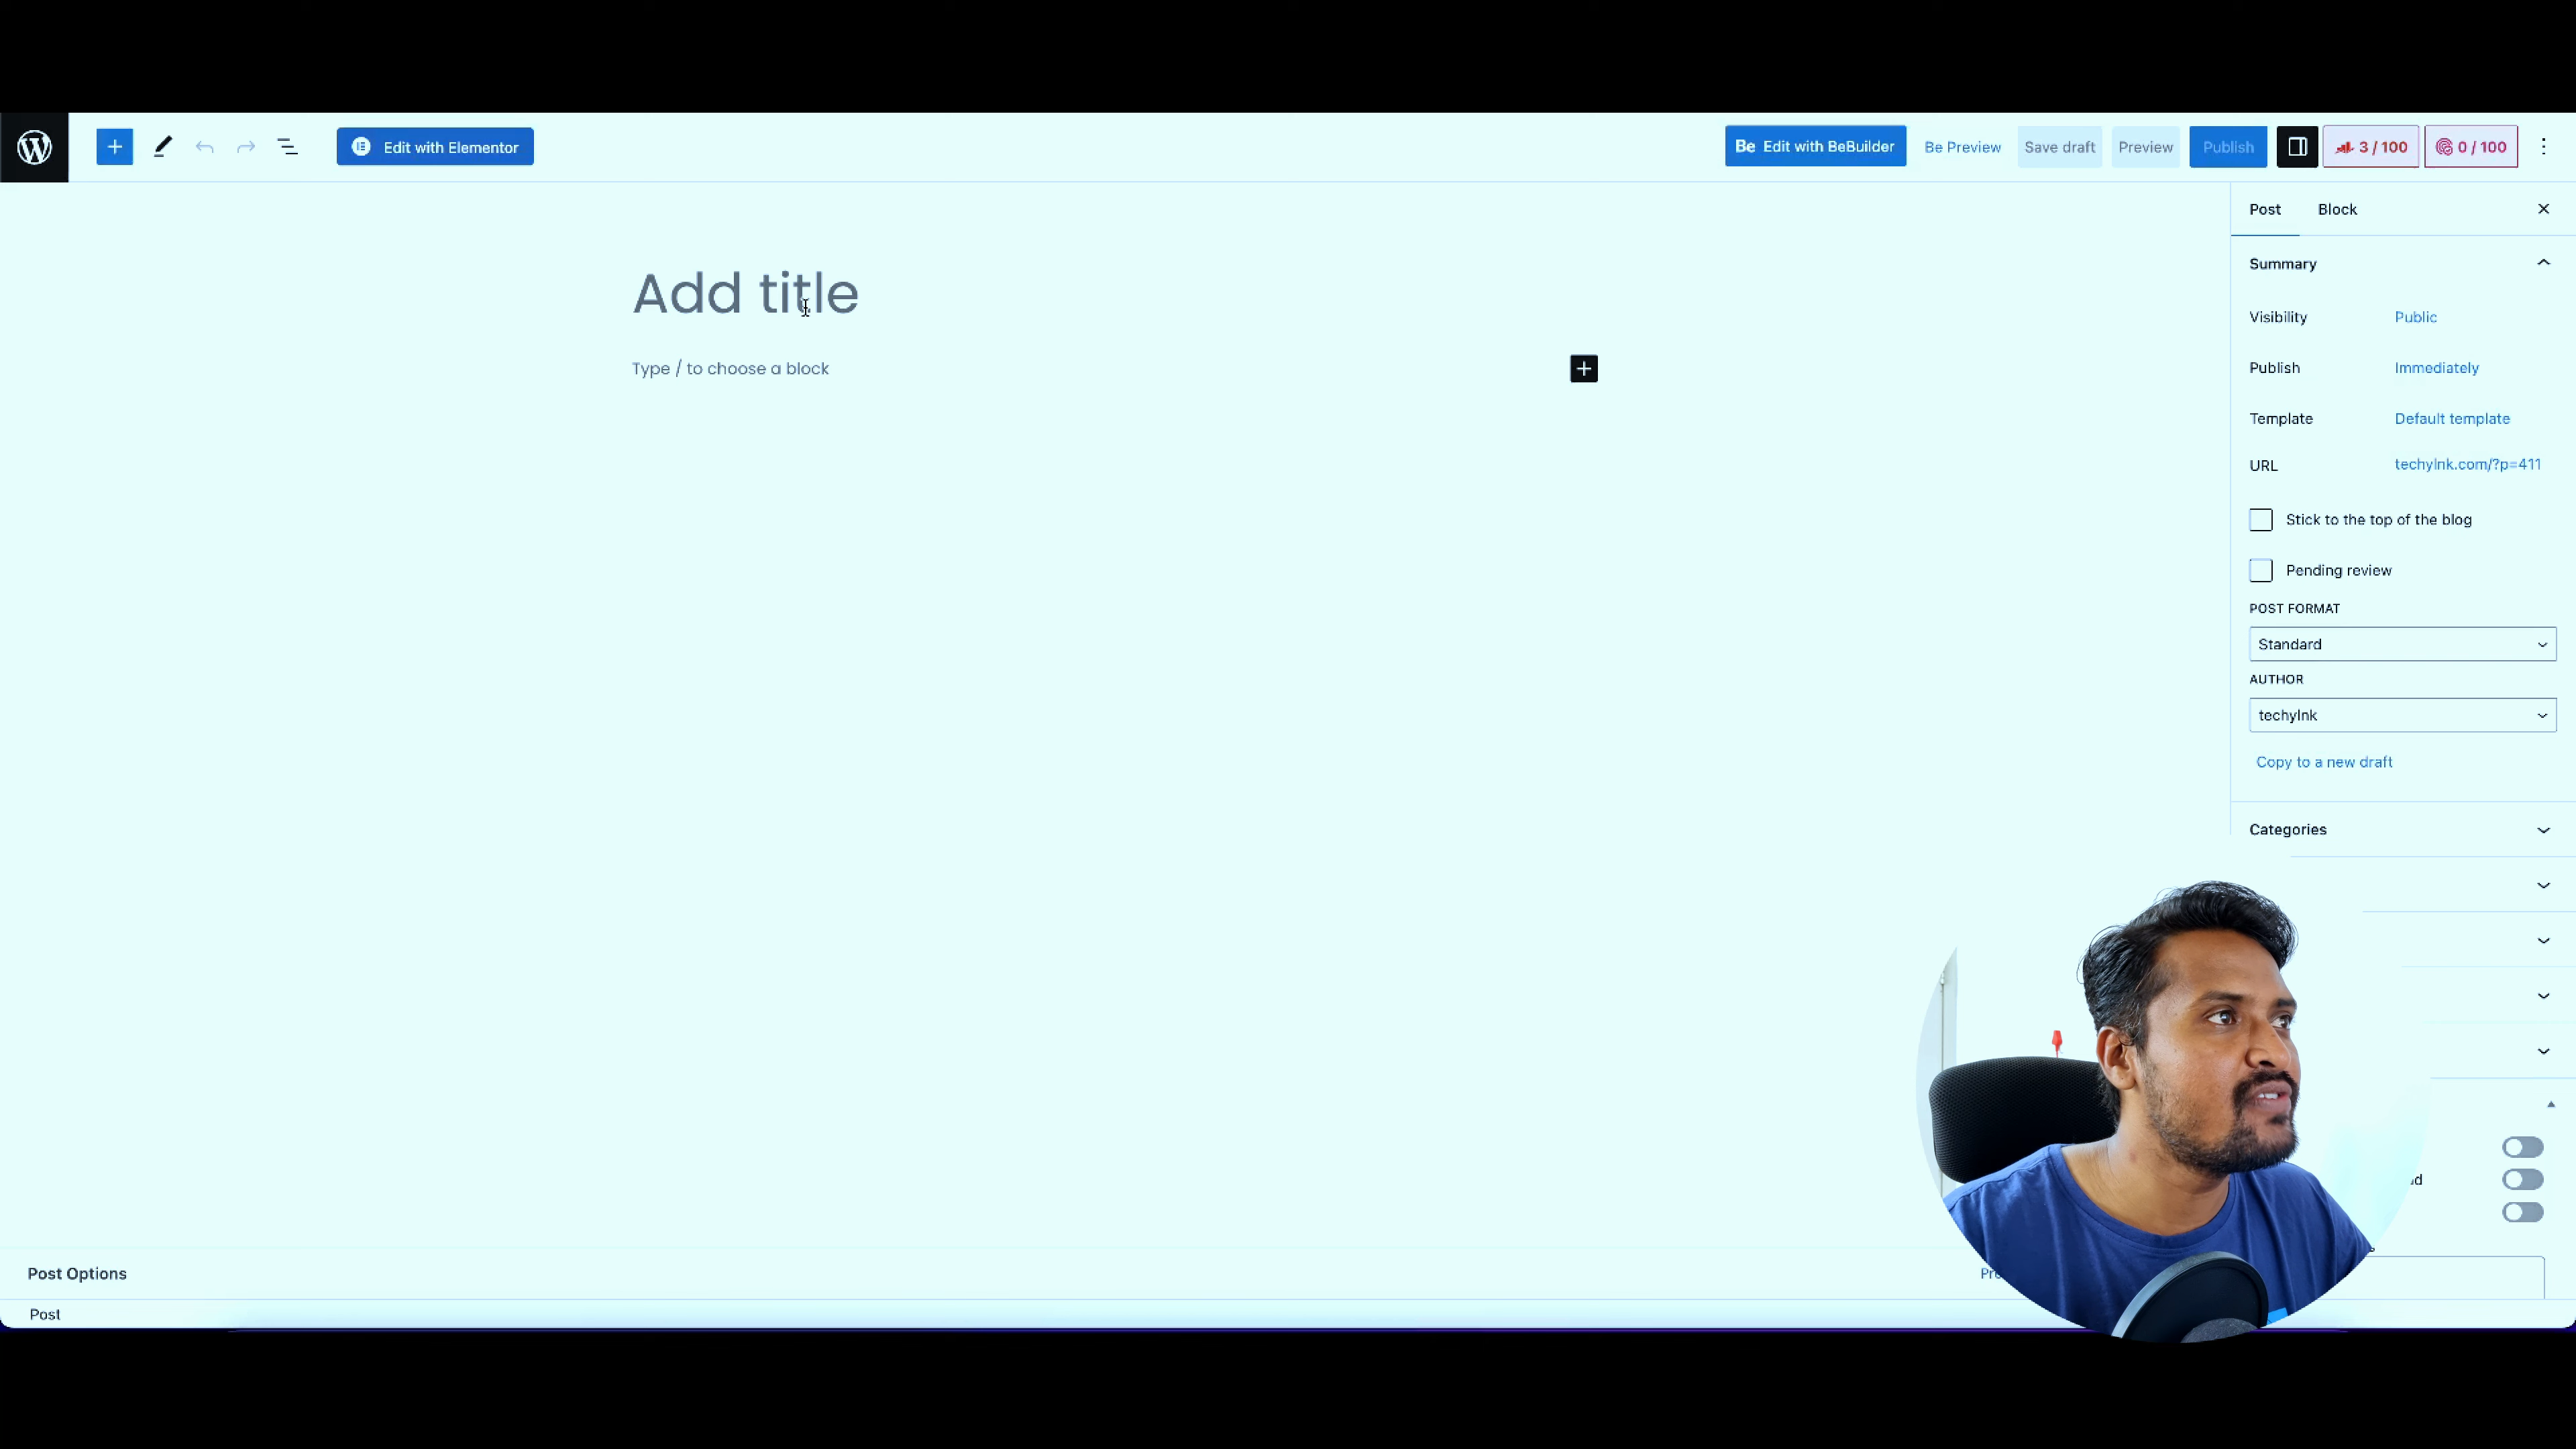 Edit with Elementor
Be Edit with BeBuilder
Be Preview
Save draft
Preview
Publish
3 / 100
0 / 100
Post
Block
Add title
Type / to choose a block
Summary
Visibility
Public
Publish
Immediately
Template
Default template
URL
techylnk.com/?p=411
Stick to the top of the blog
Pending review
POST FORMAT
Standard
AUTHOR
techylnk
Copy to a new draft
Categories
Post Options
Post